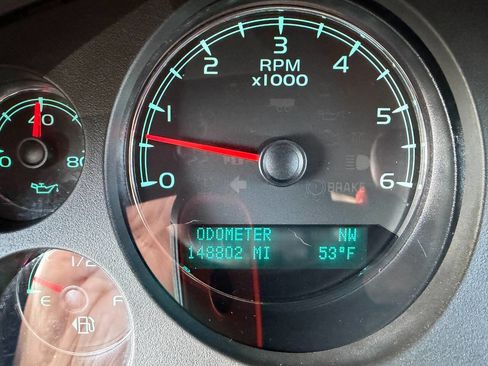 3
2 4
RPM
x1000
1 5
0 6
BRAKE
40
0 80
ODOMETER NW
148802 MI 53°F
1/2
E F